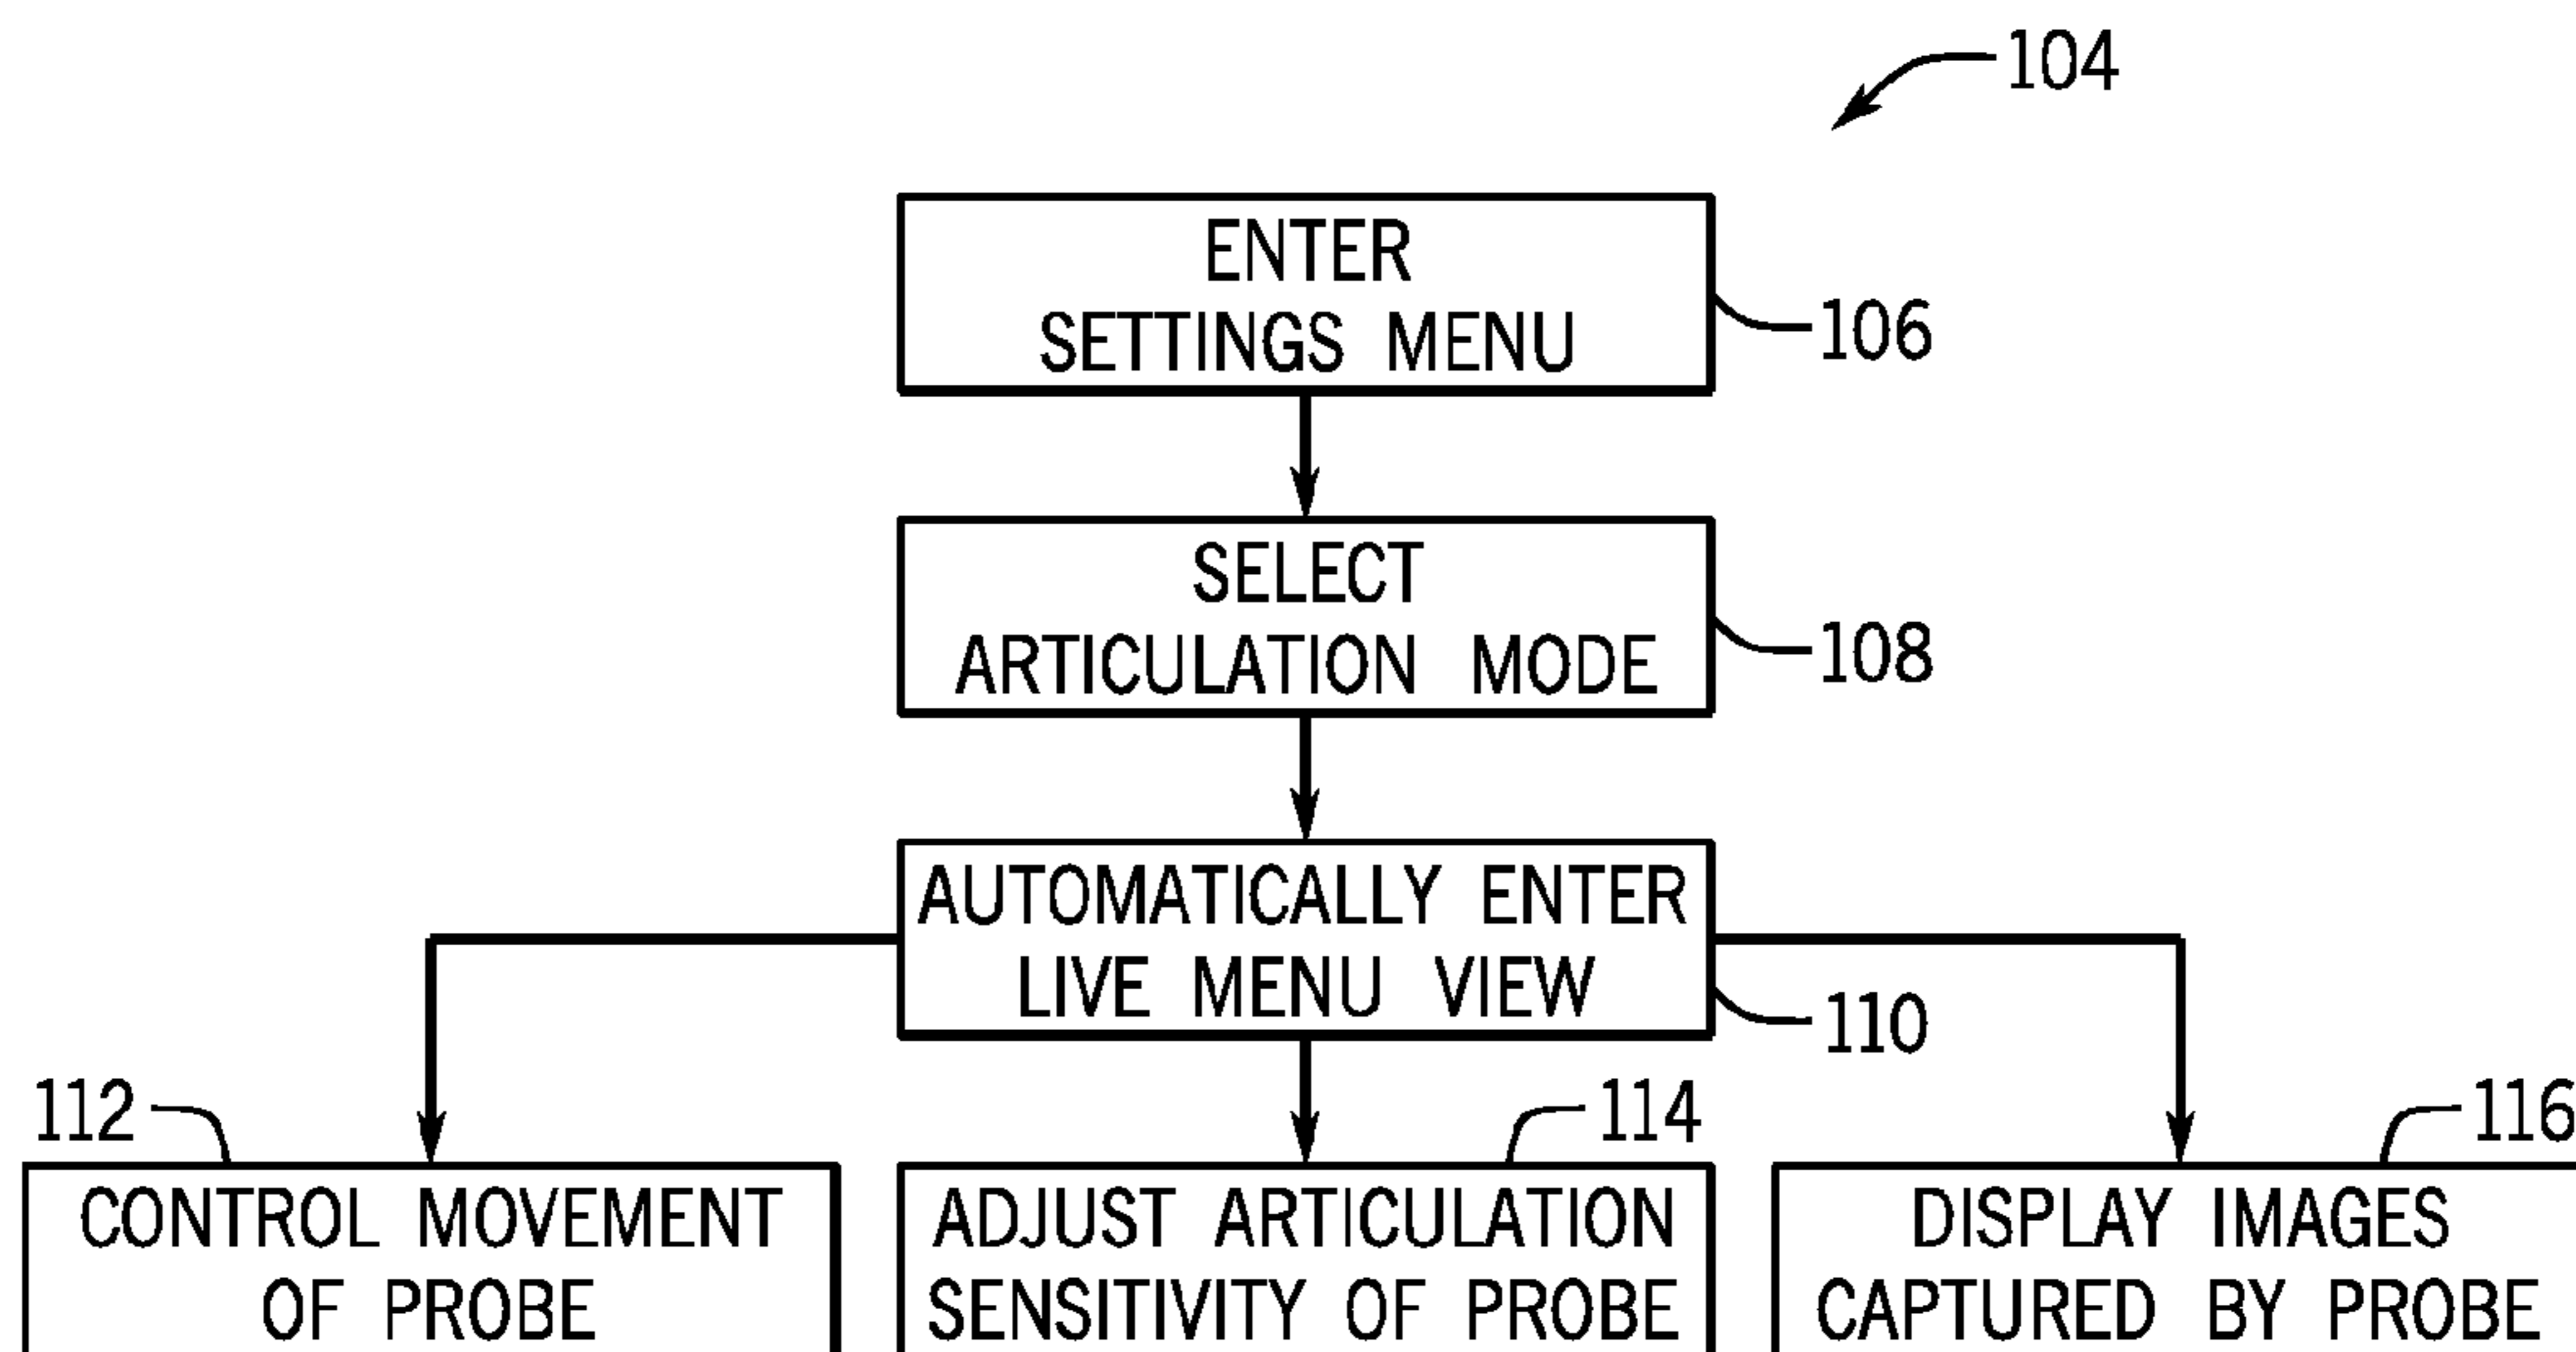 104
ENTER
SETTINGS MENU
106
SELECT
ARTICULATION MODE
108
AUTOMATICALLY ENTER
LIVE MENU VIEW
110
112
CONTROL MOVEMENT
OF PROBE
114
ADJUST ARTICULATION
SENSITIVITY OF PROBE
116
DISPLAY IMAGES
CAPTURED BY PROBE